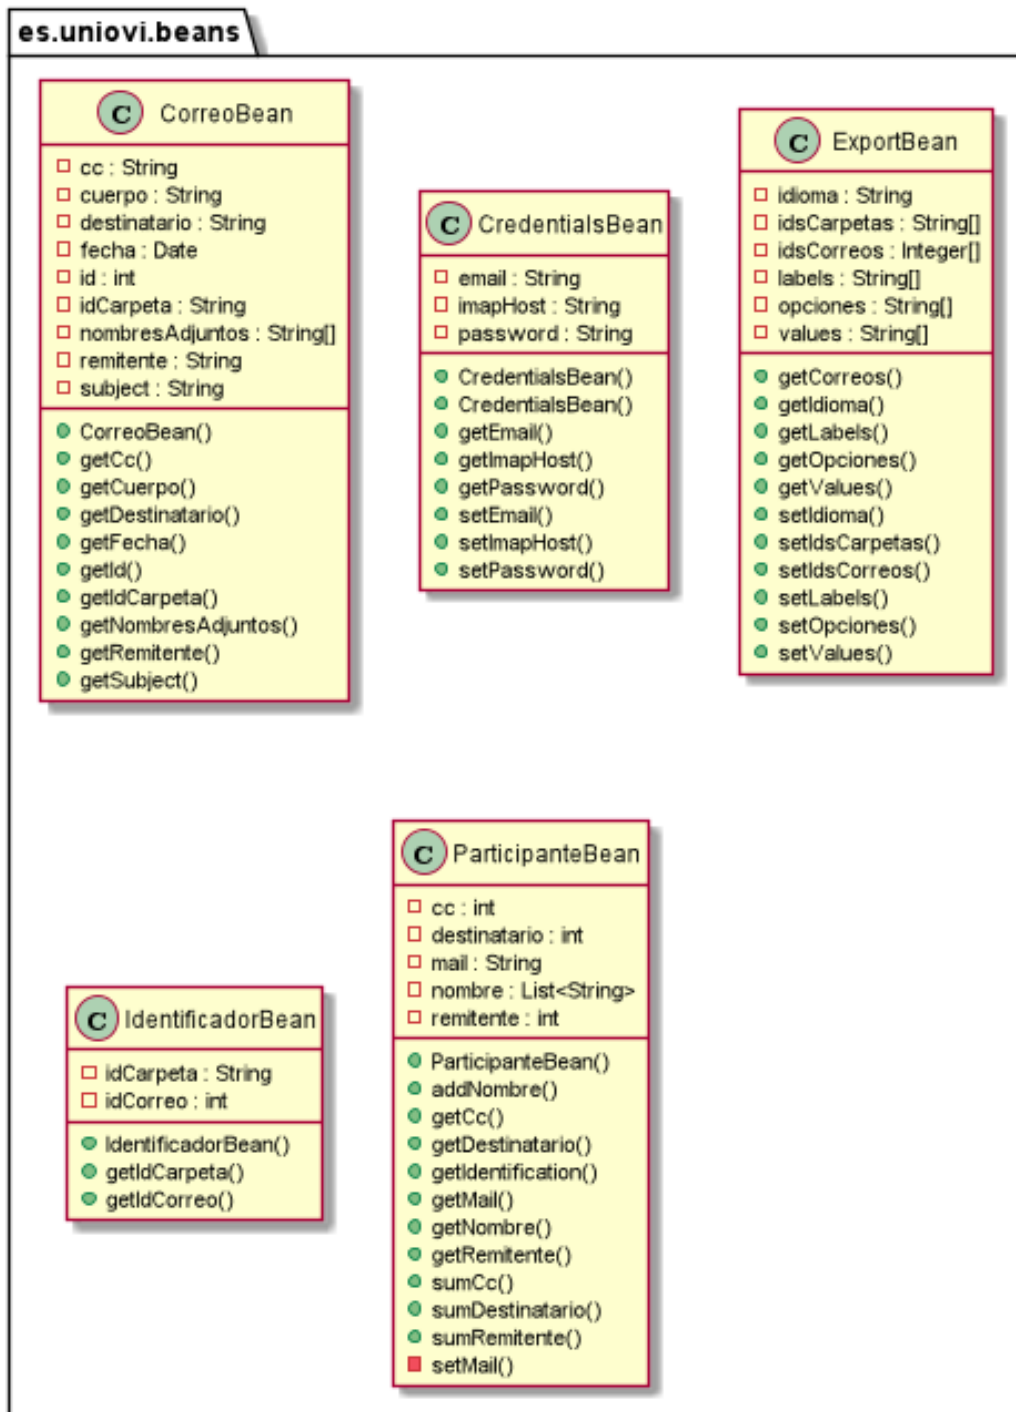 es.uniovi.beans
C CorreoBean
cc : String
cuerpo : String
destinatario : String
fecha : Date
id : int
idCarpeta : String
nombresAdjuntos : String[]
remitente : String
subject : String
CorreoBean()
getCc()
getCuerpo()
getDestinatario()
getFecha()
getId()
getIdCarpeta()
getNombresAdjuntos()
getRemitente()
getSubject()
C CredentialsBean
email : String
imapHost : String
password : String
CredentialsBean()
CredentialsBean()
getEmail()
getImapHost()
getPassword()
setEmail()
setImapHost()
setPassword()
C ExportBean
idioma : String
idsCarpetas : String[]
idsCorreos : Integer[]
labels : String[]
opciones : String[]
values : String[]
getCorreos()
getIdioma()
getLabels()
getOpciones()
getValues()
setIdioma()
setIdsCarpetas()
setIdsCorreos()
setLabels()
setOpciones()
setValues()
C IdentificadorBean
idCarpeta : String
idCorreo : int
IdentificadorBean()
getIdCarpeta()
getIdCorreo()
C ParticipanteBean
cc : int
destinatario : int
mail : String
nombre : List<String>
remitente : int
ParticipanteBean()
addNombre()
getCc()
getDestinatario()
getIdentification()
getMail()
getNombre()
getRemitente()
sumCc()
sumDestinatario()
sumRemitente()
setMail()